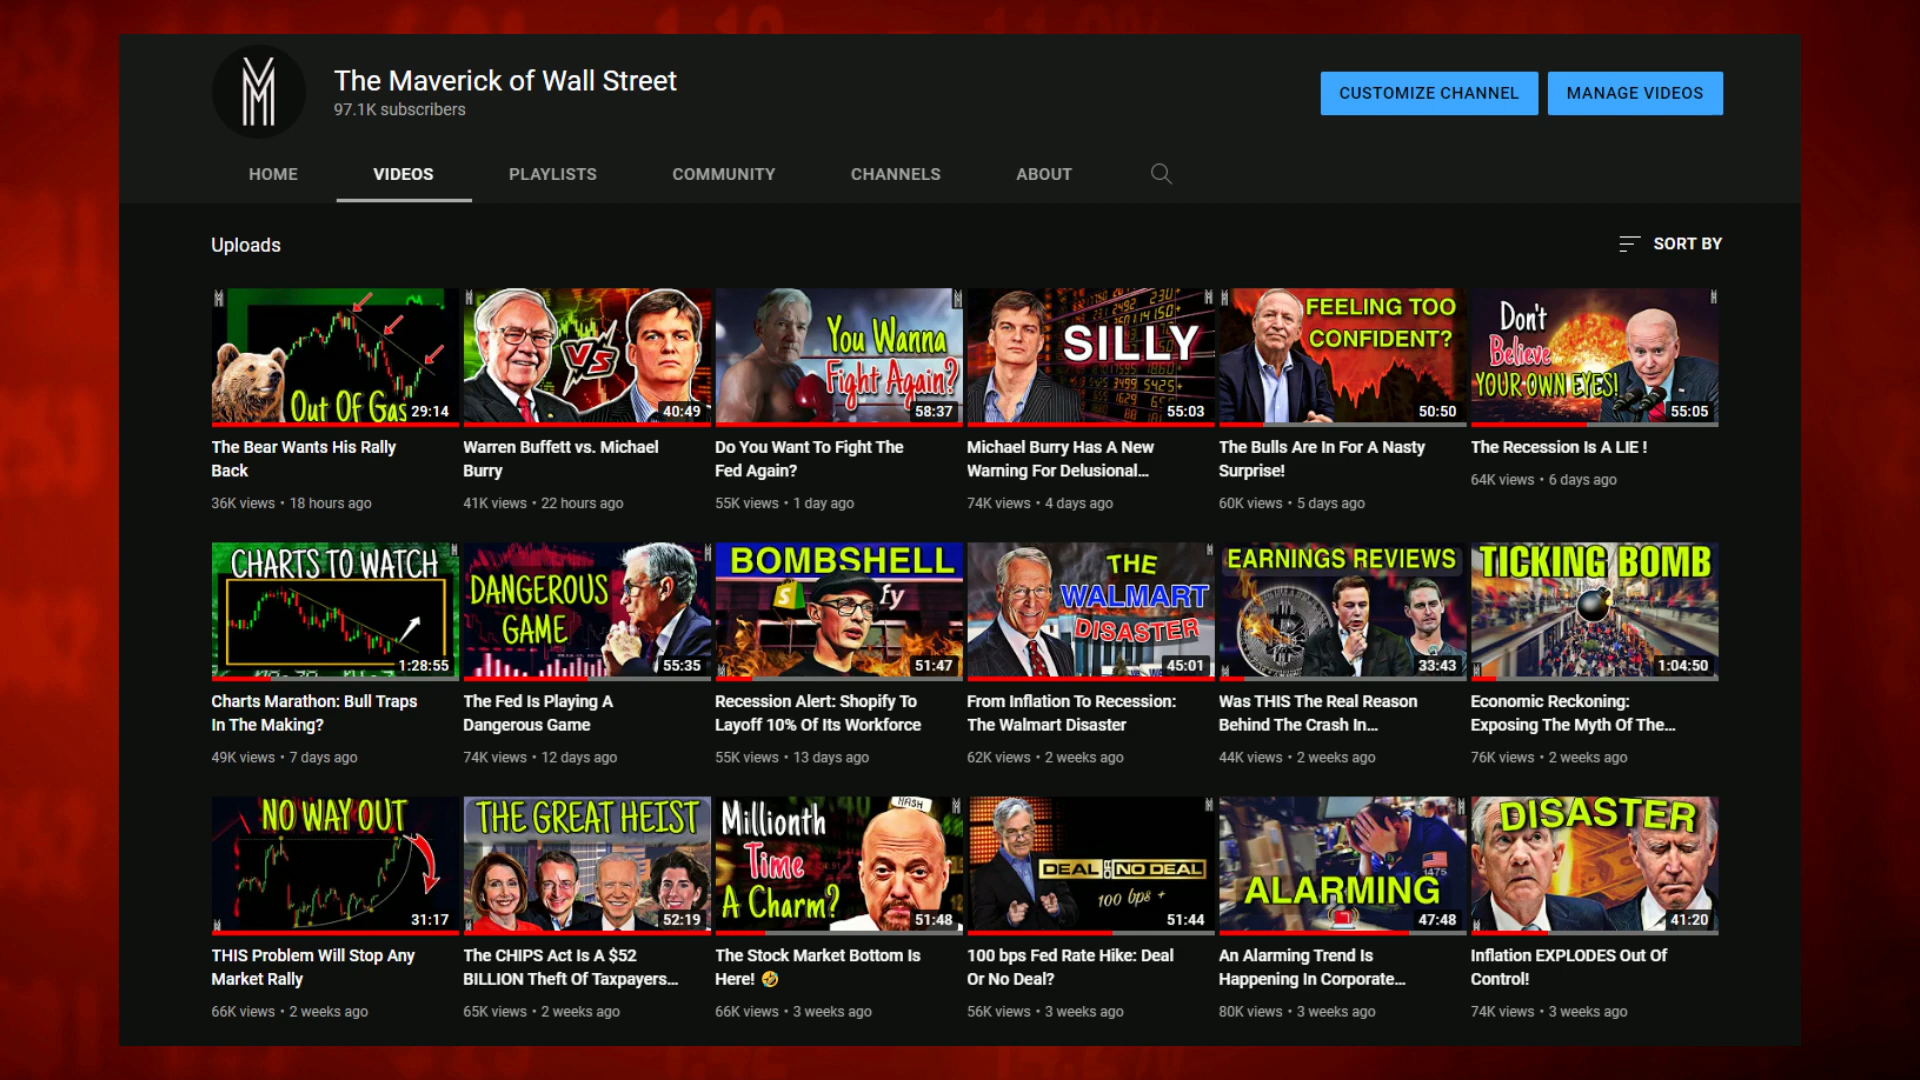 The Maverick of Wall Street
97.1K subscribers
CUSTOMIZE CHANNEL
MANAGE VIDEOS
HOME
VIDEOS
PLAYLISTS
COMMUNITY
CHANNELS
ABOUT
Uploads
SORT BY
Out Of Gas
29:14
VS
40:49
You Wanna
Fight Again?
58:37
SILLY
55:03
FEELING TOO
CONFIDENT?
50:50
Don't
Believe
YOUR OWN EYES!
55:05
The Bear Wants His Rally
Back
36K views • 18 hours ago
Warren Buffett vs. Michael
Burry
41K views • 22 hours ago
Do You Want To Fight The
Fed Again?
55K views • 1 day ago
Michael Burry Has A New
Warning For Delusional...
74K views • 4 days ago
The Bulls Are In For A Nasty
Surprise!
60K views • 5 days ago
The Recession Is A LIE !
64K views • 6 days ago
CHARTS TO WATCH
1:28:55
DANGEROUS
GAME
55:35
BOMBSHELL
S
fy
51:47
THE
WALMART
DISASTER
45:01
EARNINGS REVIEWS
33:43
TICKING BOMB
1:04:50
Charts Marathon: Bull Traps
In The Making?
49K views • 7 days ago
The Fed Is Playing A
Dangerous Game
74K views • 12 days ago
Recession Alert: Shopify To
Layoff 10% Of Its Workforce
55K views • 13 days ago
From Inflation To Recession:
The Walmart Disaster
62K views • 2 weeks ago
Was THIS The Real Reason
Behind The Crash In...
44K views • 2 weeks ago
Economic Reckoning:
Exposing The Myth Of The...
76K views • 2 weeks ago
NO WAY OUT
31:17
THE GREAT HEIST
52:19
Millionth
Time
A Charm?
51:48
DEAL OR NO DEAL
100 bps +
51:44
ALARMING
1475
47:48
DISASTER
41:20
THIS Problem Will Stop Any
Market Rally
66K views • 2 weeks ago
The CHIPS Act Is A $52
BILLION Theft Of Taxpayers...
65K views • 2 weeks ago
The Stock Market Bottom Is
Here! 🤣
66K views • 3 weeks ago
100 bps Fed Rate Hike: Deal
Or No Deal?
56K views • 3 weeks ago
An Alarming Trend Is
Happening In Corporate...
80K views • 3 weeks ago
Inflation EXPLODES Out Of
Control!
74K views • 3 weeks ago